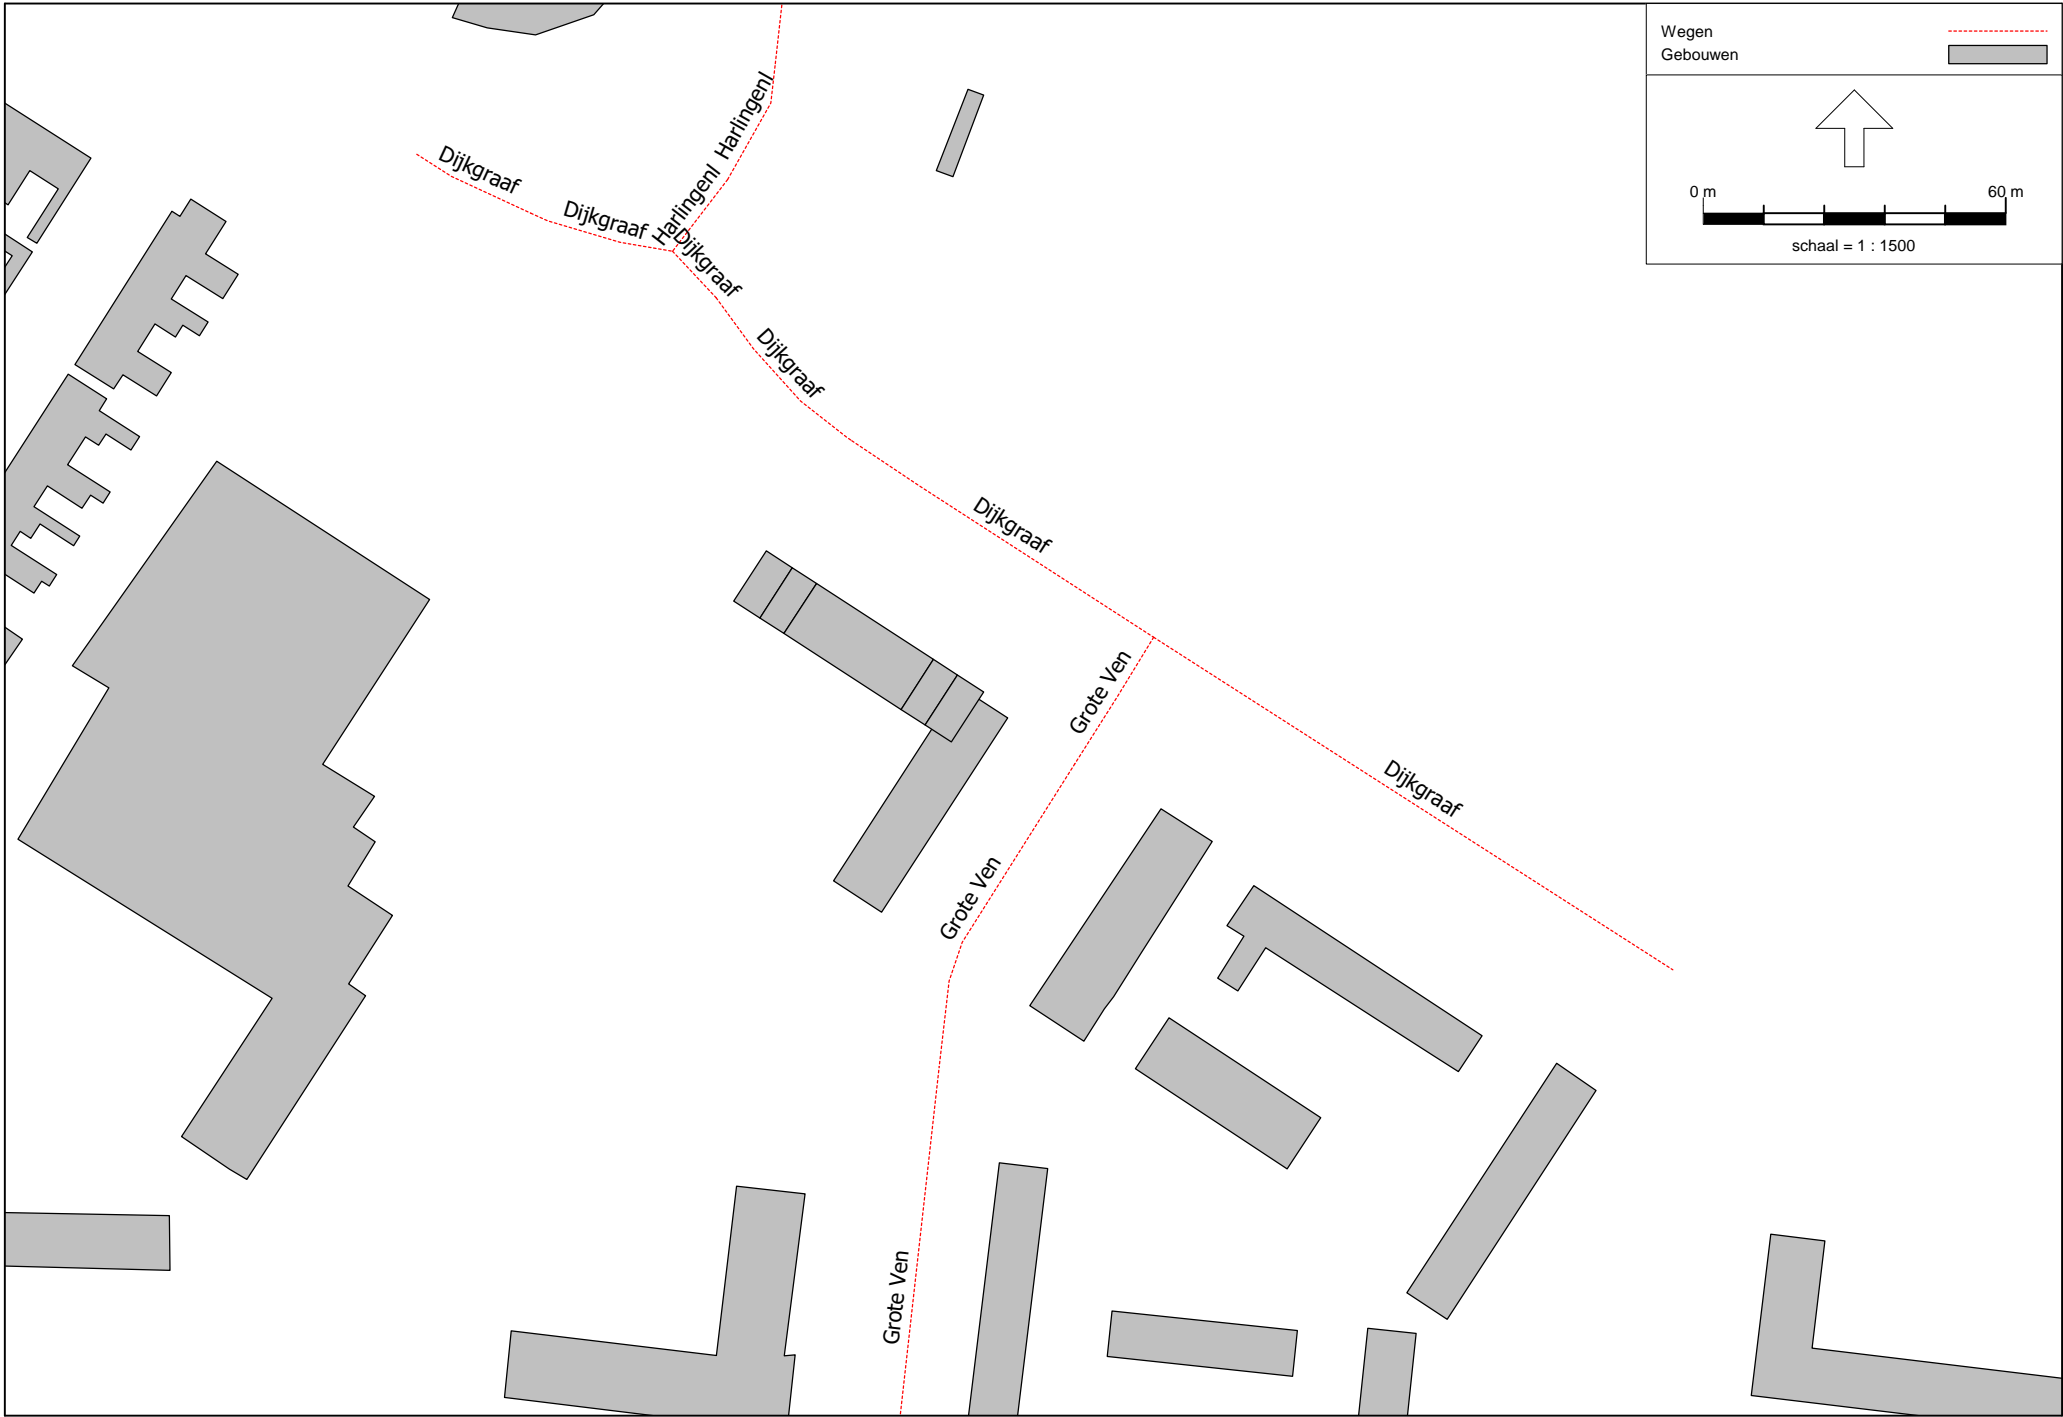 Wegen
Gebouwen
0 m 60 m
schaal = 1 : 1500
Harlingenl
Harlingenl
Dijkgraaf
Dijkgraaf
Dijkgraaf
Dijkgraaf
Dijkgraaf
Grote Ven
Dijkgraaf
Grote Ven
Grote Ven